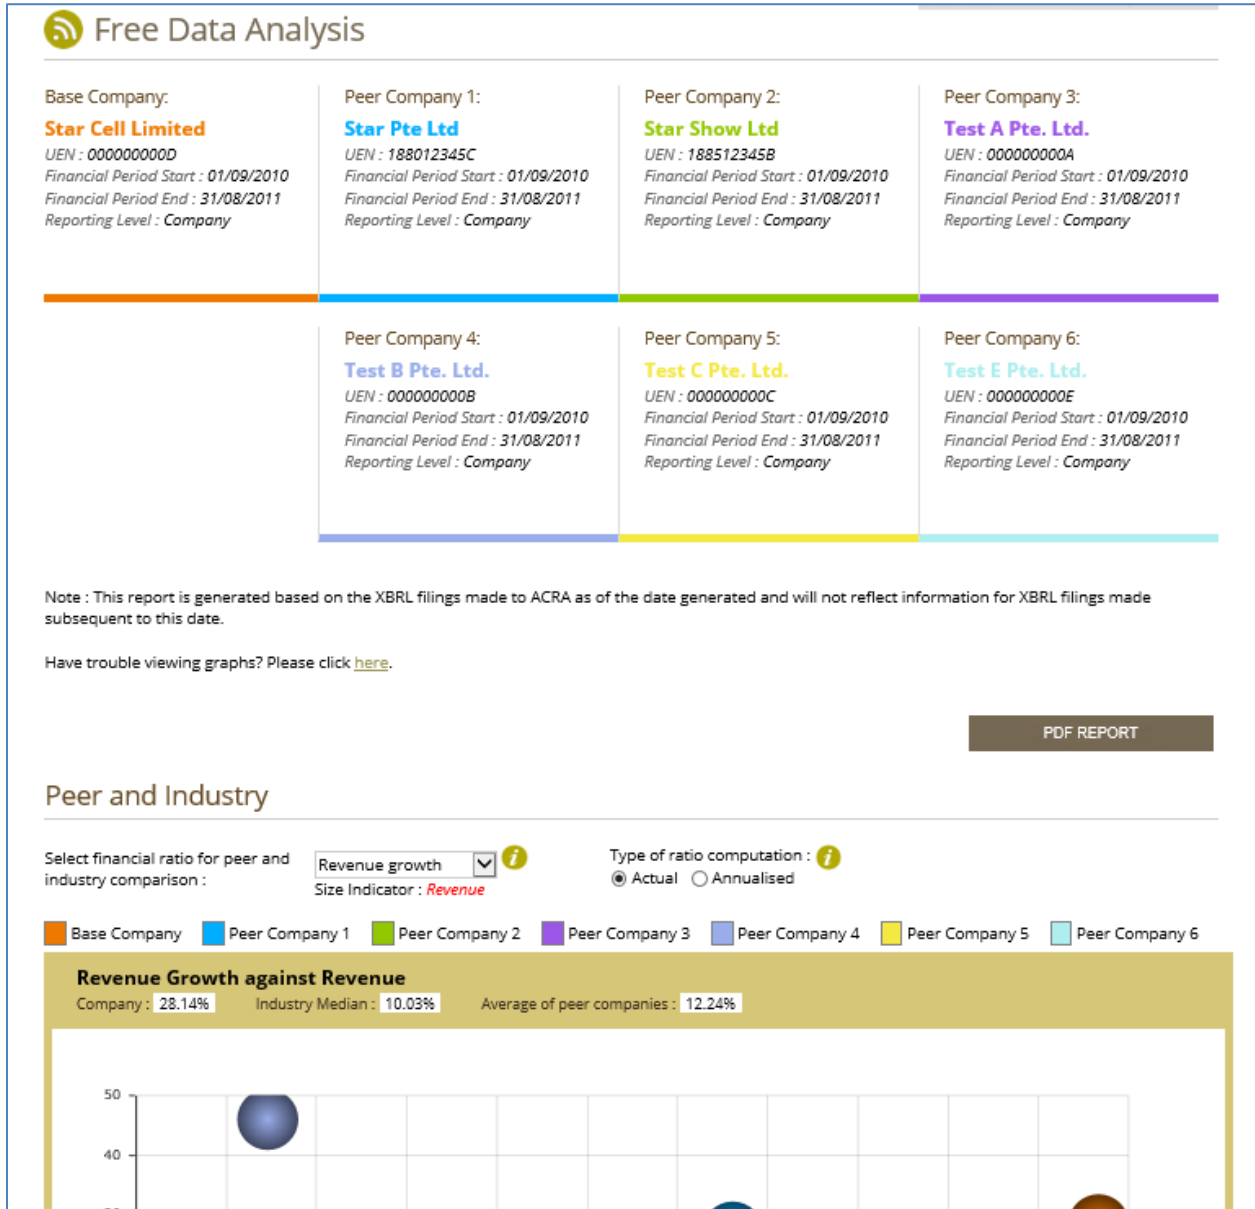 Free Data Analysis
Base Company:
Star Cell Limited
UEN : 000000000D
Financial Period Start : 01/09/2010
Financial Period End : 31/08/2011
Reporting Level : Company
Peer Company 1:
Star Pte Ltd
UEN : 188012345C
Financial Period Start : 01/09/2010
Financial Period End : 31/08/2011
Reporting Level : Company
Peer Company 2:
Star Show Ltd
UEN : 188512345B
Financial Period Start : 01/09/2010
Financial Period End : 31/08/2011
Reporting Level : Company
Peer Company 3:
Test A Pte. Ltd.
UEN : 000000000A
Financial Period Start : 01/09/2010
Financial Period End : 31/08/2011
Reporting Level : Company
Peer Company 4:
Test B Pte. Ltd.
UEN : 000000000B
Financial Period Start : 01/09/2010
Financial Period End : 31/08/2011
Reporting Level : Company
Peer Company 5:
Test C Pte. Ltd.
UEN : 000000000C
Financial Period Start : 01/09/2010
Financial Period End : 31/08/2011
Reporting Level : Company
Peer Company 6:
Test E Pte. Ltd.
UEN : 000000000E
Financial Period Start : 01/09/2010
Financial Period End : 31/08/2011
Reporting Level : Company
Note : This report is generated based on the XBRL filings made to ACRA as of the date generated and will not reflect information for XBRL filings made
subsequent to this date.
Have trouble viewing graphs? Please click here.
PDF REPORT
Peer and Industry
Select financial ratio for peer and
industry comparison :
Revenue growth
Size Indicator : Revenue
Type of ratio computation :
Actual Annualised
Base Company Peer Company 1 Peer Company 2 Peer Company 3 Peer Company 4 Peer Company 5 Peer Company 6
Revenue Growth against Revenue
Company : 28.14% Industry Median : 10.03% Average of peer companies : 12.24%
50
40